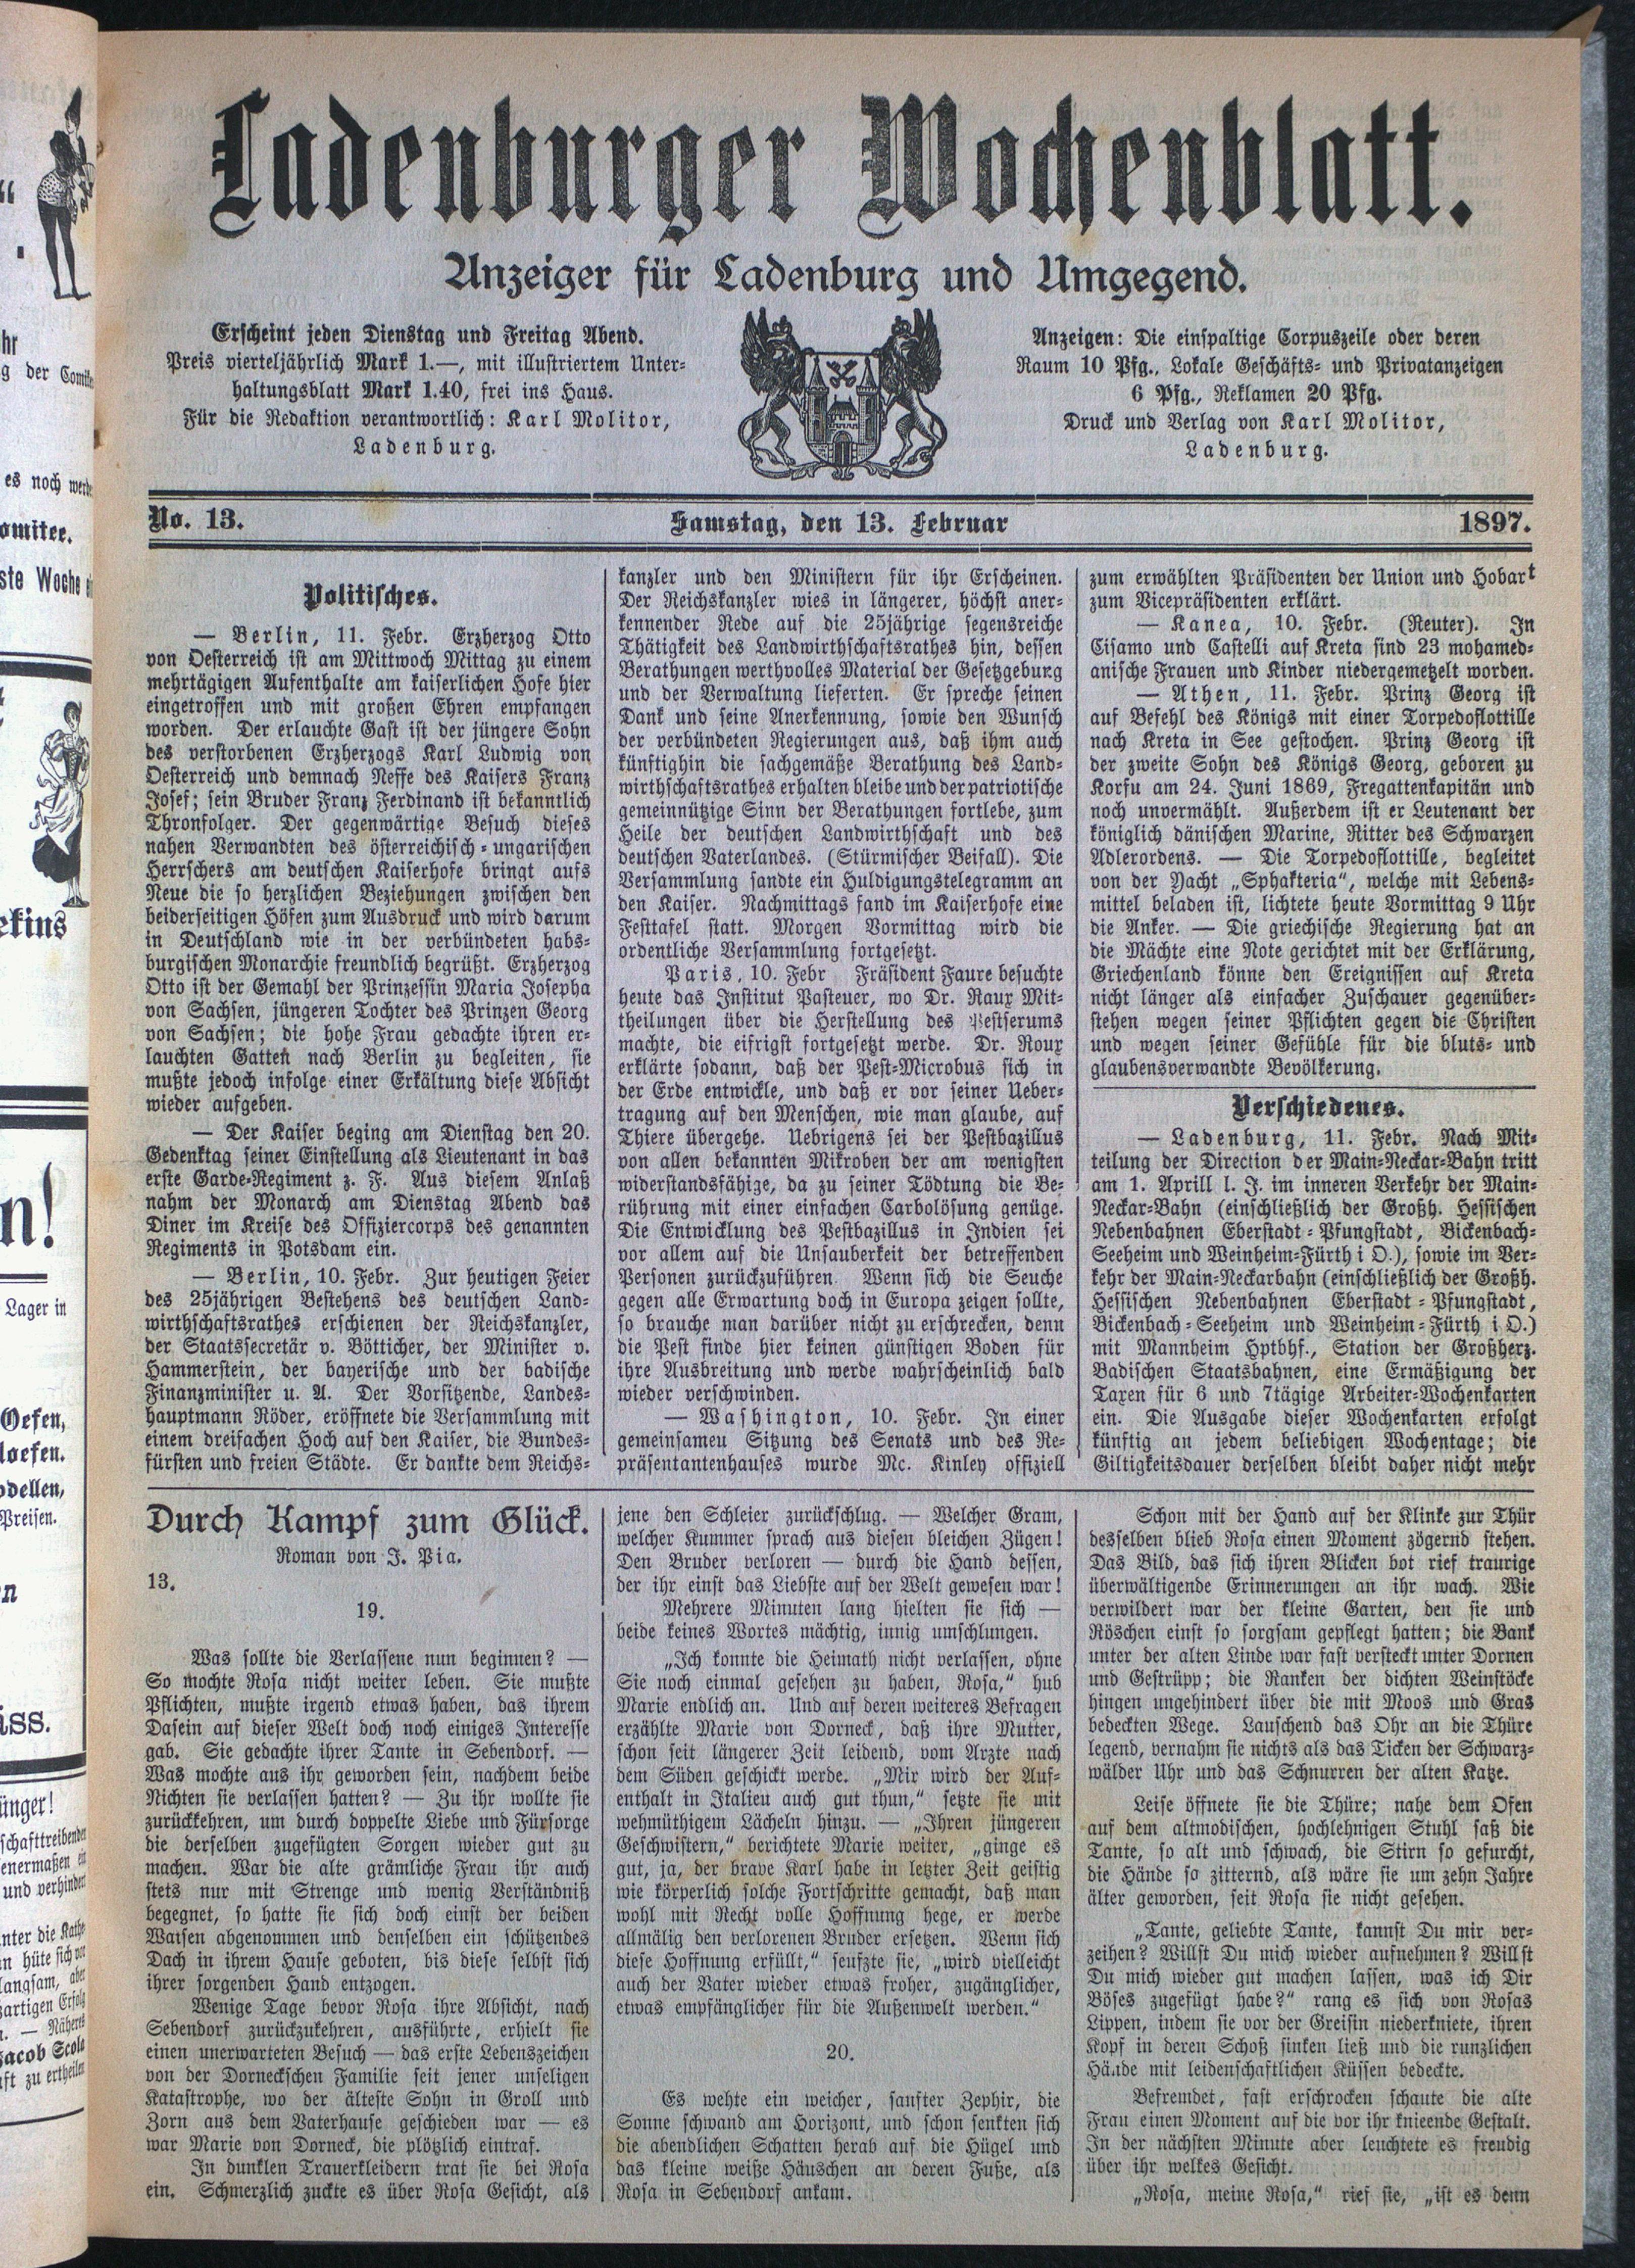 Ladenburger Wochenblatt.
Anzeiger für Ladenburg und Umgegend.
Erscheint jeden Dienstag und Freitag Abend.
Preis vierteljährlich Mark 1.—, mit illustriertem Unter-
haltungsblatt Mark 1.40, frei ins Haus.
Für die Redaktion verantwortlich: Karl Molitor,
Ladenburg.
Anzeigen: Die einspaltige Corpuszeile oder deren
Raum 10 Pfg., Lokale Geschäfts- und Privatanzeigen
6 Pfg., Reklamen 20 Pfg.
Druck und Verlag von Karl Molitor,
Ladenburg.
No. 13. Samstag, den 13. Februar 1897.
Politisches.
— Berlin, 11. Febr. Erzherzog Otto
von Oesterreich ist am Mittwoch Mittag zu einem
mehrtägigen Aufenthalte am kaiserlichen Hofe hier
eingetroffen und mit großen Ehren empfangen
worden. Der erlauchte Gast ist der jüngere Sohn
des verstorbenen Erzherzogs Karl Ludwig von
Oesterreich und demnach Neffe des Kaisers Franz
Josef; sein Bruder Franz Ferdinand ist bekanntlich
Thronfolger. Der gegenwärtige Besuch dieses
nahen Verwandten des österreichisch-ungarischen
Herrschers am deutschen Kaiserhofe bringt aufs
Neue die so herzlichen Beziehungen zwischen den
beiderseitigen Höfen zum Ausdruck und wird darum
in Deutschland wie in der verbündeten habs-
burgischen Monarchie freundlich begrüßt. Erzherzog
Otto ist der Gemahl der Prinzessin Maria Josepha
von Sachsen, jüngeren Tochter des Prinzen Georg
von Sachsen; die hohe Frau gedachte ihren er-
lauchten Gatten nach Berlin zu begleiten, sie
mußte jedoch infolge einer Erkältung diese Absicht
wieder aufgeben.
— Der Kaiser beging am Dienstag den 20.
Gedenktag seiner Einstellung als Lieutenant in das
erste Garde-Regiment z. F. Aus diesem Anlaß
nahm der Monarch am Dienstag Abend das
Diner im Kreise des Offiziercorps des genannten
Regiments in Potsdam ein.
— Berlin, 10. Febr. Zur heutigen Feier
des 25jährigen Bestehens des deutschen Land-
wirthschaftsrathes erschienen der Reichskanzler,
der Staatssecretär v. Bötticher, der Minister v.
Hammerstein, der bayerische und der badische
Finanzminister u. A. Der Vorsitzende, Landes-
hauptmann Röder, eröffnete die Versammlung mit
einem dreifachen Hoch auf den Kaiser, die Bundes-
fürsten und freien Städte. Er dankte dem Reichs-
kanzler und den Ministern für ihr Erscheinen.
Der Reichskanzler wies in längerer, höchst aner-
kennender Rede auf die 25jährige segensreiche
Thätigkeit des Landwirthschaftsrathes hin, dessen
Berathungen werthvolles Material der Gesetzgebung
und der Verwaltung lieferten. Er spreche seinen
Dank und seine Anerkennung, sowie den Wunsch
der verbündeten Regierungen aus, daß ihm auch
künftighin die sachgemäße Berathung des Land-
wirthschaftsrathes erhalten bleibe und der patriotische
gemeinnützige Sinn der Berathungen fortlebe, zum
Heile der deutschen Landwirthschaft und des
deutschen Vaterlandes. (Stürmischer Beifall). Die
Versammlung sandte ein Huldigungstelegramm an
den Kaiser. Nachmittags fand im Kaiserhofe eine
Festtafel statt. Morgen Vormittag wird die
ordentliche Versammlung fortgesetzt.
Paris, 10. Febr Fräsident Faure besuchte
heute das Institut Pasteuer, wo Dr. Raux Mit-
theilungen über die Herstellung des Pestserums
machte, die eifrigst fortgesetzt werde. Dr. Roux
erklärte sodann, daß der Pest-Microbus sich in
der Erde entwickle, und daß er vor seiner Ueber-
tragung auf den Menschen, wie man glaube, auf
Thiere übergehe. Uebrigens sei der Pestbazillus
von allen bekannten Mikroben der am wenigsten
widerstandsfähige, da zu seiner Tödtung die Be-
rührung mit einer einfachen Carbolösung genüge.
Die Entwicklung des Pestbazillus in Indien sei
vor allem auf die Unsauberkeit der betreffenden
Personen zurückzuführen. Wenn sich die Seuche
gegen alle Erwartung doch in Europa zeigen sollte,
so brauche man darüber nicht zu erschrecken, denn
die Pest finde hier keinen günstigen Boden für
ihre Ausbreitung und werde wahrscheinlich bald
wieder verschwinden.
— Washington, 10. Febr. In einer
gemeinsameu Sitzung des Senats und des Re-
präsentantenhauses wurde Mc. Kinley offiziell
zum erwählten Präsidenten der Union und Hobart
zum Vicepräsidenten erklärt.
— Kanea, 10. Febr. (Reuter). In
Cisamo und Castelli auf Kreta sind 23 mohamed-
anische Frauen und Kinder niedergemetzelt worden.
— Athen, 11. Febr. Prinz Georg ist
auf Befehl des Königs mit einer Torpedoflottille
nach Kreta in See gestochen. Prinz Georg ist
der zweite Sohn des Königs Georg, geboren zu
Korfu am 24. Juni 1869, Fregattenkapitän und
noch unvermählt. Außerdem ist er Leutenant der
königlich dänischen Marine, Ritter des Schwarzen
Adlerordens. — Die Torpedoflottille, begleitet
von der Yacht „Sphakteria“, welche mit Lebens-
mittel beladen ist, lichtete heute Vormittag 9 Uhr
die Anker. — Die griechische Regierung hat an
die Mächte eine Note gerichtet mit der Erklärung,
Griechenland könne den Ereignissen auf Kreta
nicht länger als einfacher Zuschauer gegenüber-
stehen wegen seiner Pflichten gegen die Christen
und wegen seiner Gefühle für die bluts- und
glaubensverwandte Bevölkerung.
Verschiedenes.
— Ladenburg, 11. Febr. Nach Mit-
teilung der Direction der Main-Neckar-Bahn tritt
am 1. Aprill l. J. im inneren Verkehr der Main-
Neckar-Bahn (einschließlich der Großh. Hessischen
Nebenbahnen Eberstadt-Pfungstadt, Bickenbach-
Seeheim und Weinheim-Fürth i O.), sowie im Ver-
kehr der Main-Neckarbahn (einschließlich der Großh.
Hessischen Nebenbahnen Eberstadt-Pfungstadt,
Bickenbach-Seeheim und Weinheim-Fürth i O.)
mit Mannheim Hptbhf., Station der Großherz.
Badischen Staatsbahnen, eine Ermäßigung der
Taxen für 6 und 7tägige Arbeiter-Wochenkarten
ein. Die Ausgabe dieser Wochenkarten erfolgt
künftig an jedem beliebigen Wochentage; die
Giltigkeitsdauer derselben bleibt daher nicht mehr
Durch Kampf zum Glück.
Roman von J. Pia.
13.
19.
Was sollte die Verlassene nun beginnen? —
So mochte Rosa nicht weiter leben. Sie mußte
Pflichten, mußte irgend etwas haben, das ihrem
Dasein auf dieser Welt doch noch einiges Interesse
gab. Sie gedachte ihrer Tante in Sebendorf. —
Was mochte aus ihr geworden sein, nachdem beide
Nichten sie verlassen hatten? — Zu ihr wollte sie
zurückkehren, um durch doppelte Liebe und Fürsorge
die derselben zugefügten Sorgen wieder gut zu
machen. War die alte grämliche Frau ihr auch
stets nur mit Strenge und wenig Verständniß
begegnet, so hatte sie sich doch einst der beiden
Waisen abgenommen und denselben ein schützendes
Dach in ihrem Hause geboten, bis diese selbst sich
ihrer sorgenden Hand entzogen.
Wenige Tage bevor Rosa ihre Absicht, nach
Sebendorf zurückzukehren, ausführte, erhielt sie
einen unerwarteten Besuch — das erste Lebenszeichen
von der Dorneckschen Familie seit jener unseligen
Katastrophe, wo der älteste Sohn in Groll und
Zorn aus dem Vaterhause geschieden war — es
war Marie von Dorneck, die plötzlich eintraf.
In dunklen Trauerkleidern trat sie bei Rosa
ein. Schmerzlich zuckte es über Rosa Gesicht, als
jene den Schleier zurückschlug. — Welcher Gram,
welcher Kummer sprach aus diesen bleichen Zügen!
Den Bruder verloren — durch die Hand dessen,
der ihr einst das Liebste auf der Welt gewesen war!
Mehrere Minuten lang hielten sie sich —
beide keines Wortes mächtig, innig umschlungen.
„Ich konnte die Heimath nicht verlassen, ohne
Sie noch einmal gesehen zu haben, Rosa,“ hub
Marie endlich an. Und auf deren weiteres Befragen
erzählte Marie von Dorneck, daß ihre Mutter,
schon seit längerer Zeit leidend, vom Arzte nach
dem Süden geschickt werde. „Mir wird der Auf-
enthalt in Italieu auch gut thun,“ setzte sie mit
wehmüthigem Lächeln hinzu. — „Ihren jüngeren
Geschwistern,“ berichtete Marie weiter, „ginge es
gut, ja, der brave Karl habe in letzter Zeit geistig
wie körperlich solche Fortschritte gemacht, daß man
wohl mit Recht volle Hoffnung hege, er werde
allmälig den verlorenen Bruder ersetzen. Wenn sich
diese Hoffnung erfüllt,“ seufzte sie, „wird vielleicht
auch der Vater wieder etwas froher, zugänglicher,
etwas empfänglicher für die Außenwelt werden.“
20.
Es wehte ein weicher, sanfter Zephir, die
Sonne schwand am Horizont, und schon senkten sich
die abendlichen Schatten herab auf die Hügel und
das kleine weiße Häuschen an deren Fuße, als
Rosa in Sebendorf ankam.
Schon mit der Hand auf der Klinke zur Thür
desselben blieb Rosa einen Moment zögernd stehen.
Das Bild, das sich ihren Blicken bot rief traurige
überwältigende Erinnerungen an ihr wach. Wie
verwildert war der kleine Garten, den sie und
Röschen einst so sorgsam gepflegt hatten; die Bank
unter der alten Linde war fast versteckt unter Dornen
und Gestrüpp; die Ranken der dichten Weinstöcke
hingen ungehindert über die mit Moos und Gras
bedeckten Wege. Lauschend das Ohr an die Thüre
legend, vernahm sie nichts als das Ticken der Schwarz-
wälder Uhr und das Schnurren der alten Katze.
Leise öffnete sie die Thüre; nahe dem Ofen
auf dem altmodischen, hochlehnigen Stuhl saß die
Tante, so alt und schwach, die Stirn so gefurcht,
die Hände so zitternd, als wäre sie um zehn Jahre
älter geworden, seit Rosa sie nicht gesehen.
„Tante, geliebte Tante, kannst Du mir ver-
zeihen? Willst Du mich wieder aufnehmen? Willst
Du mich wieder gut machen lassen, was ich Dir
Böses zugefügt habe?“ rang es sich von Rosas
Lippen, indem sie vor der Greisin niederkniete, ihren
Kopf in deren Schoß sinken ließ und die runzlichen
Hände mit leidenschaftlichen Küssen bedeckte.
Befremdet, fast erschrocken schaute die alte
Frau einen Moment auf die vor ihr knieende Gestalt.
In der nächsten Minute aber leuchtete es freudig
über ihr welkes Gesicht.
„Rosa, meine Rosa,“ rief sie, „ist es denn